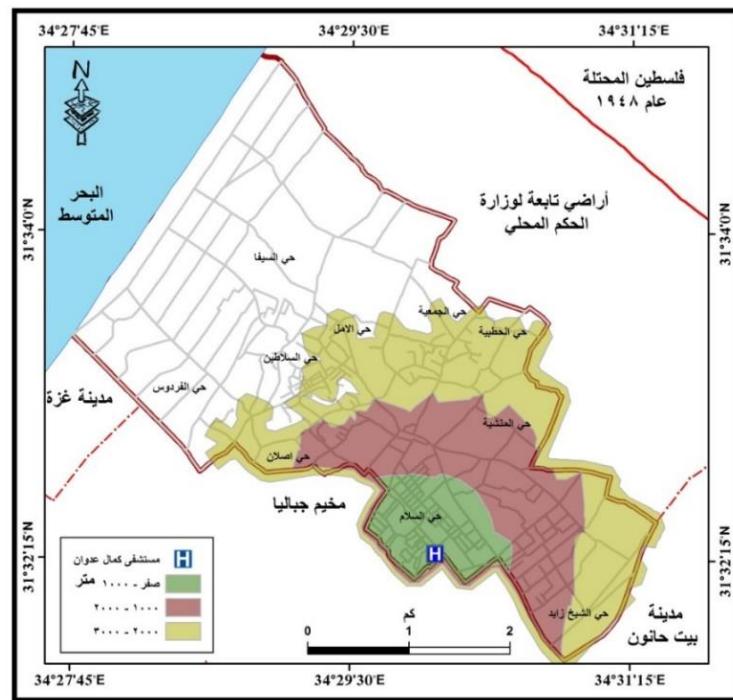 34°27'45"E
34°29'30"E
34°31'15"E
N
فلسطين المحتلة
عام ١٩٤٨
البحر
المتوسط
أراضي تابعة لوزارة
الحكم المحلي
31°34'0"N
31°34'0"N
حي السيفا
حي الجمعية
حي الامل
حي الحطبية
حي السلاطين
حي الفردوس
مدينة غزة
حي اصلان
مخيم جباليا
حي السلام
31°32'15"N
31°32'15"N
H
H
مستشفى كمال عدوان
صفر - ١٠٠٠ متر
١٠٠٠ - ٢٠٠٠
٢٠٠٠ - ٣٠٠٠
حي الشيخ زايد
مدينة
بيت حانون
كم
0
1
2
34°27'45"E
34°29'30"E
34°31'15"E